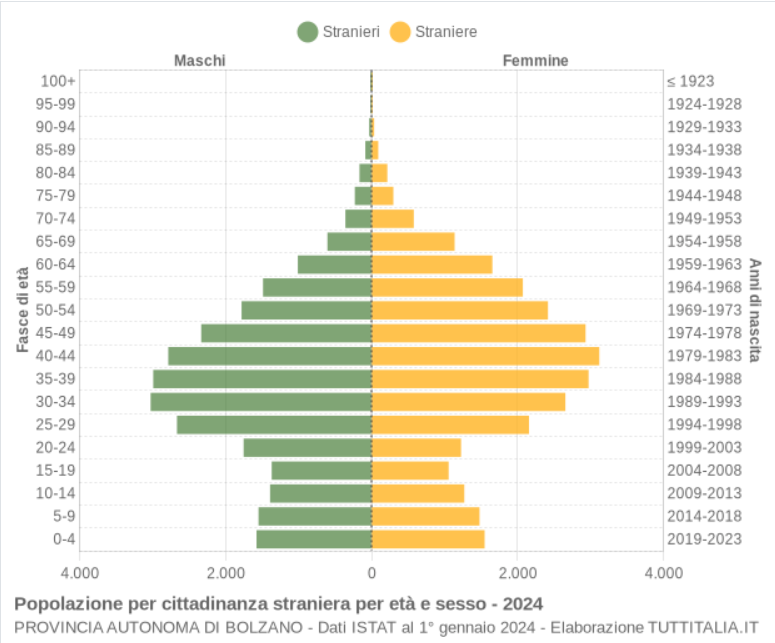 Stranieri Straniere
Maschi Femmine
100+ ≤ 1923
95-99 1924-1928
90-94 1929-1933
85-89 1934-1938
80-84 1939-1943
75-79 1944-1948
70-74 1949-1953
65-69 1954-1958
60-64 1959-1963
55-59 1964-1968
50-54 1969-1973
45-49 1974-1978
40-44 1979-1983
35-39 1984-1988
30-34 1989-1993
25-29 1994-1998
20-24 1999-2003
15-19 2004-2008
10-14 2009-2013
5-9 2014-2018
0-4 2019-2023
Fasce di età
Anni di nascita
4.000 2.000 0 2.000 4.000
Popolazione per cittadinanza straniera per età e sesso - 2024
PROVINCIA AUTONOMA DI BOLZANO - Dati ISTAT al 1° gennaio 2024 - Elaborazione TUTTITALIA.IT